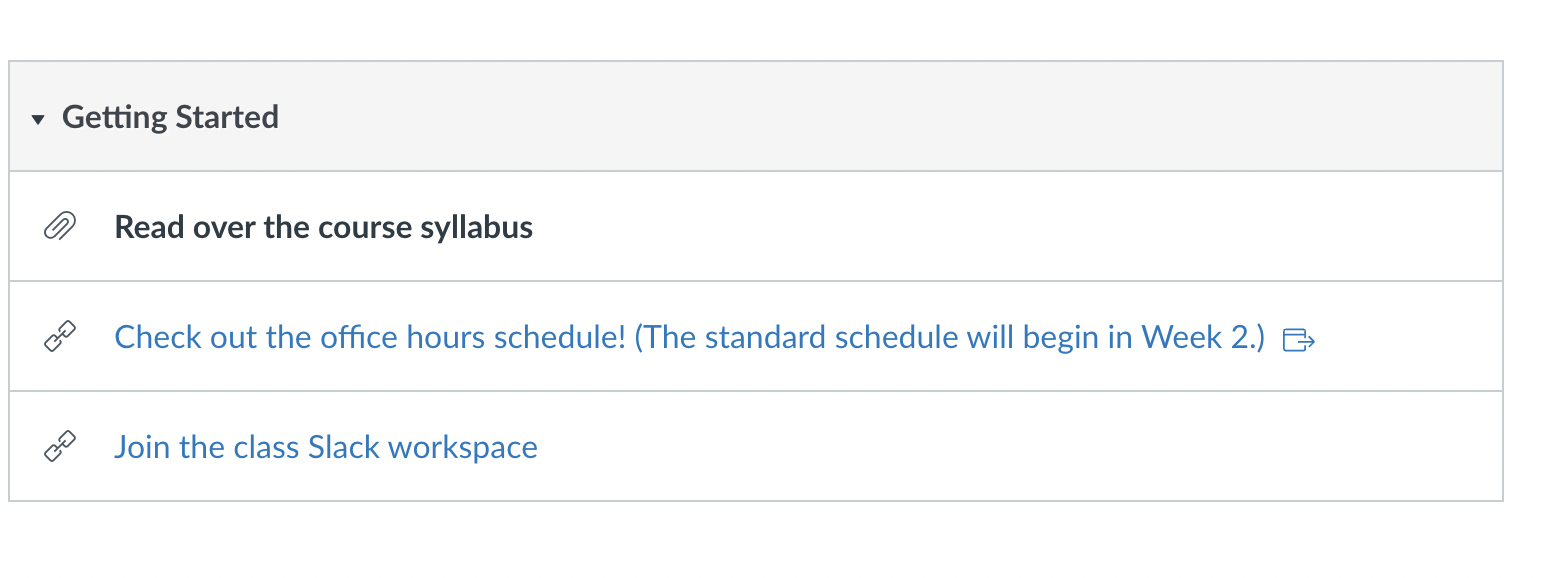 Getting Started
Read over the course syllabus
Check out the office hours schedule! (The standard schedule will begin in Week 2.)
Join the class Slack workspace